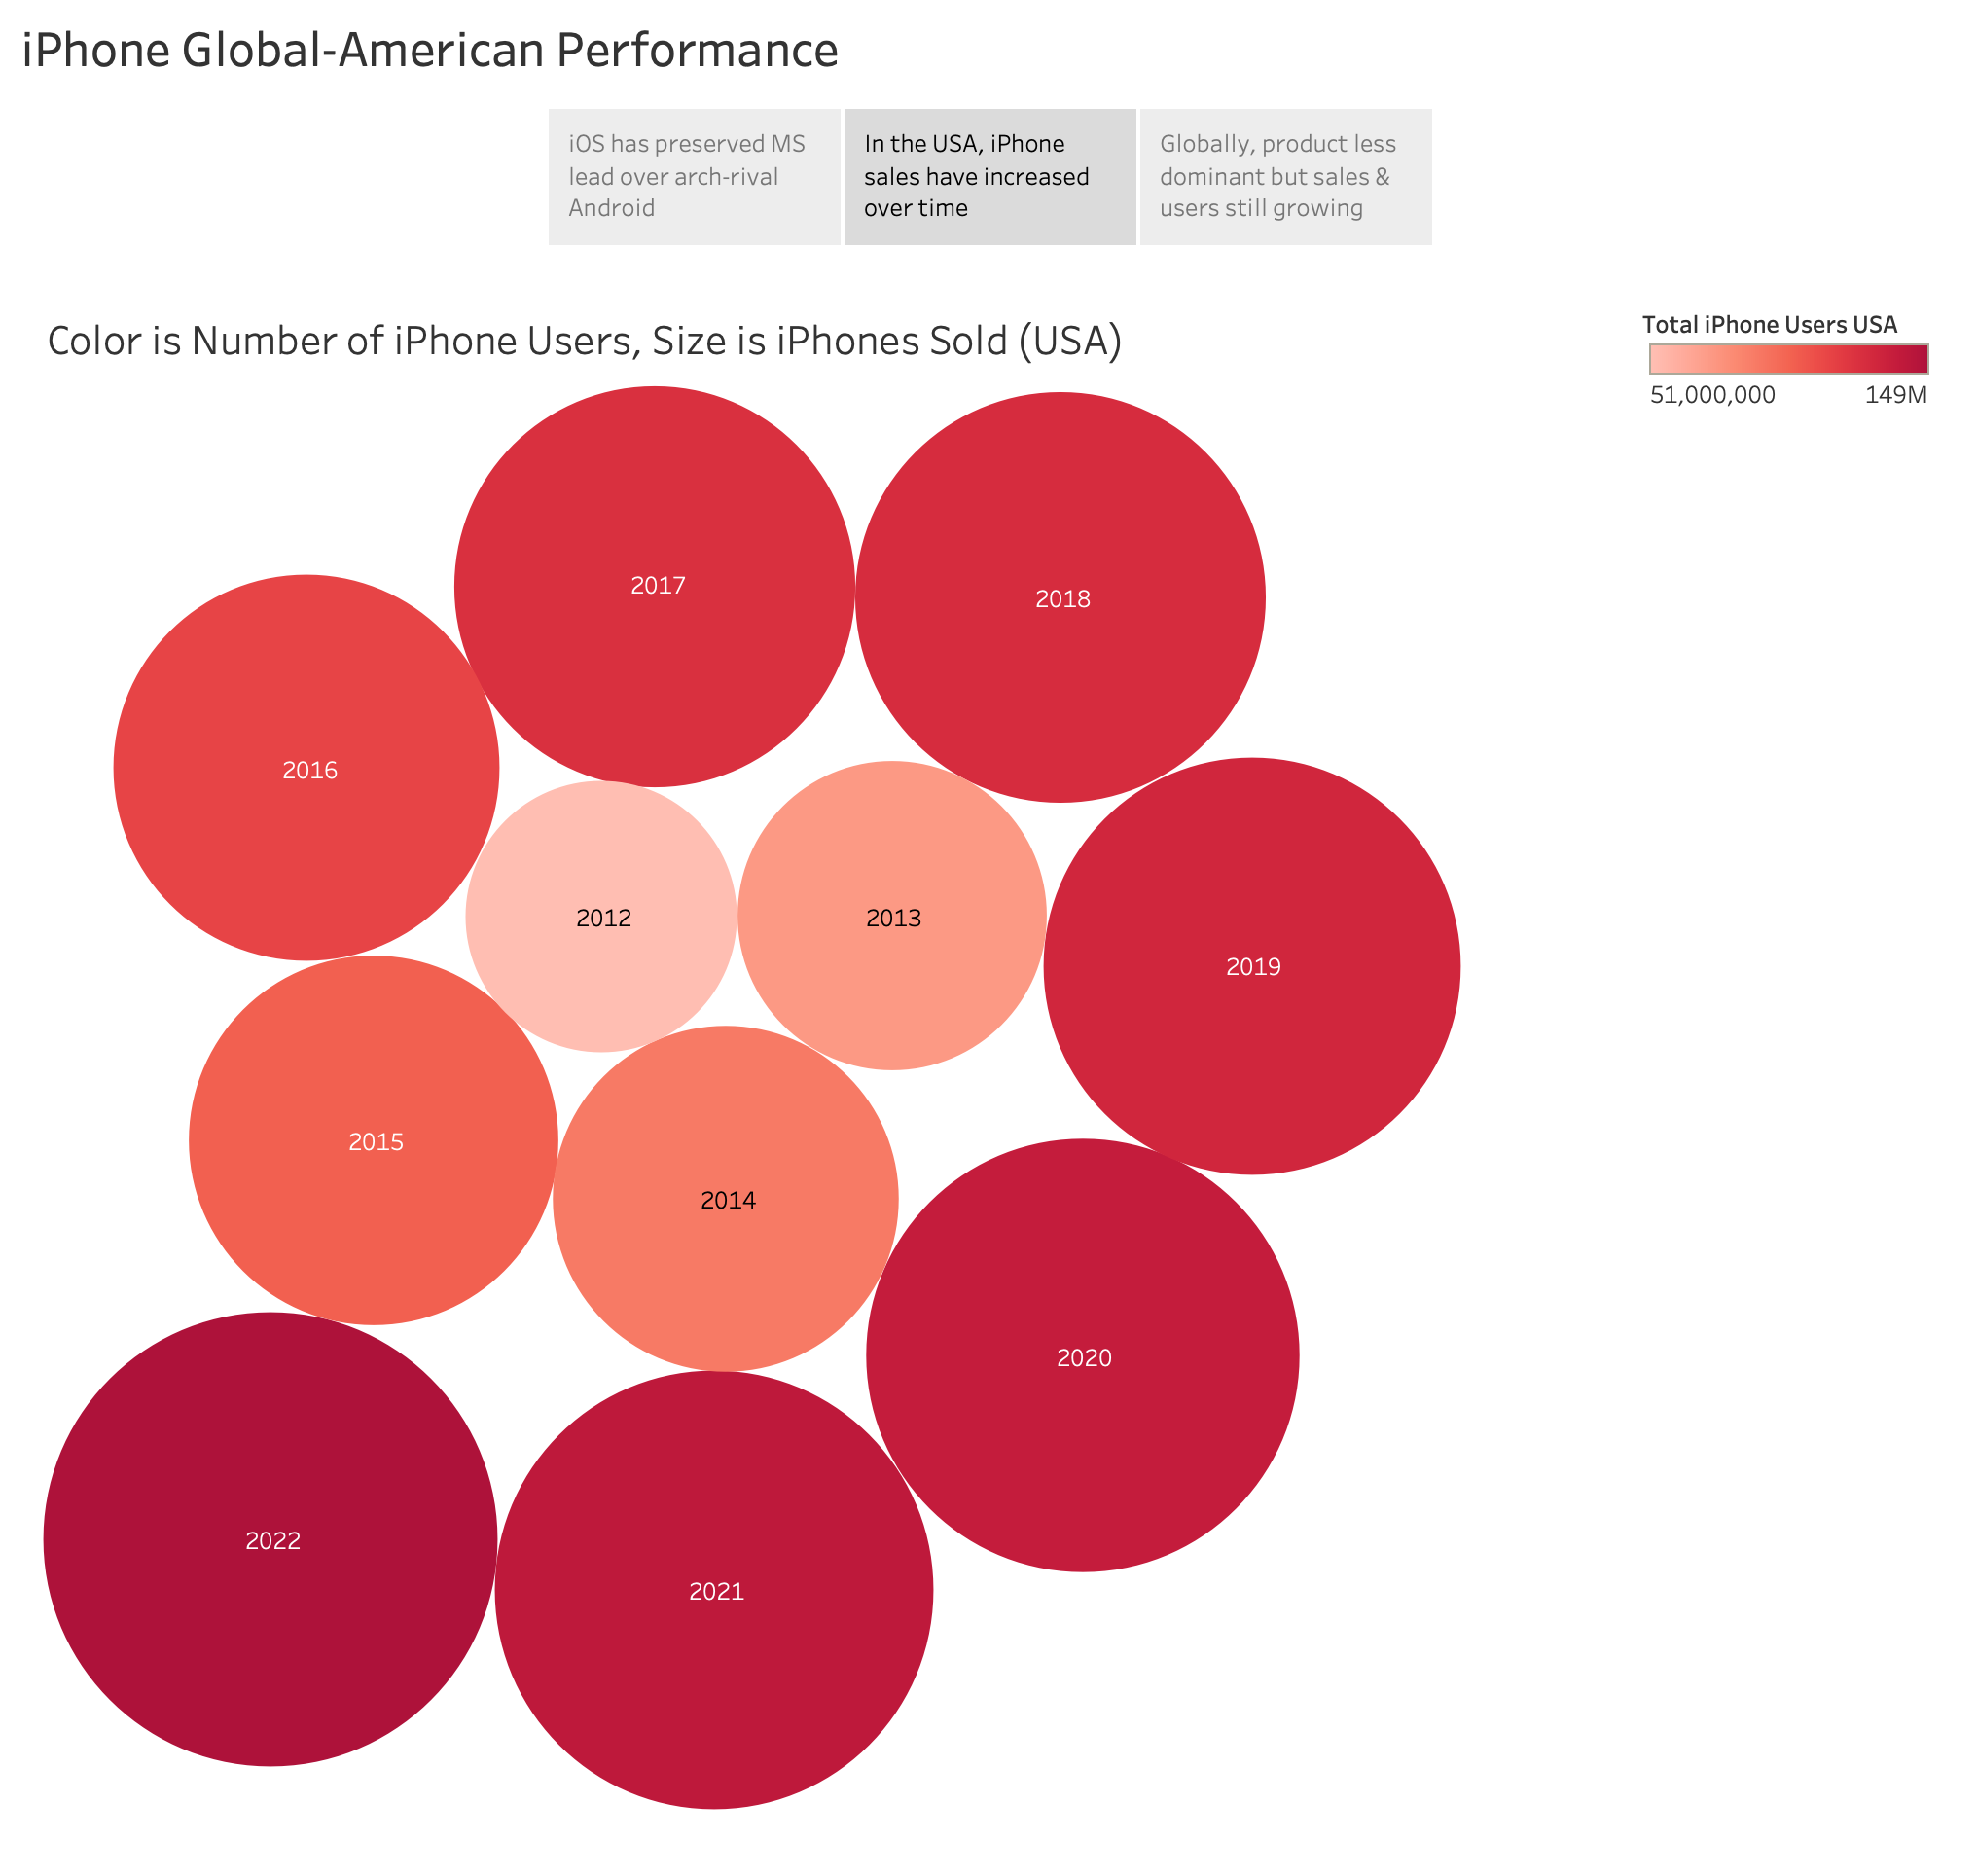 iPhone Global-American Performance
iOS has preserved MS
lead over arch-rival
Android
In the USA, iPhone
sales have increased
over time
Globally, product less
dominant but sales &
users still growing
Color is Number of iPhone Users, Size is iPhones Sold (USA)
Total iPhone Users USA
51,000,000 149M
2017
2018
2016
2012
2013
2019
2015
2014
2020
2022
2021